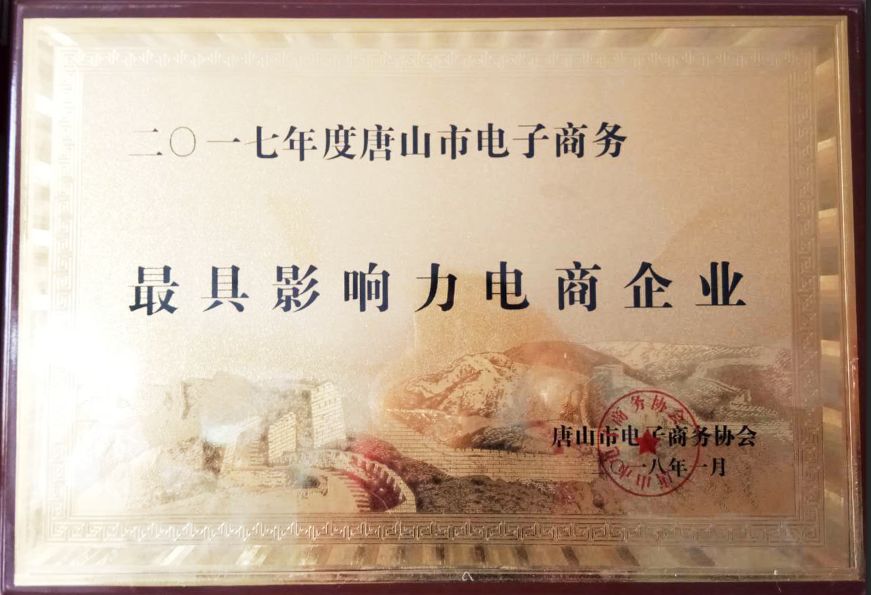 二〇一七年度唐山市电子商务
最具影响力电商企业
唐山市电子商务协会
〇一八年一月